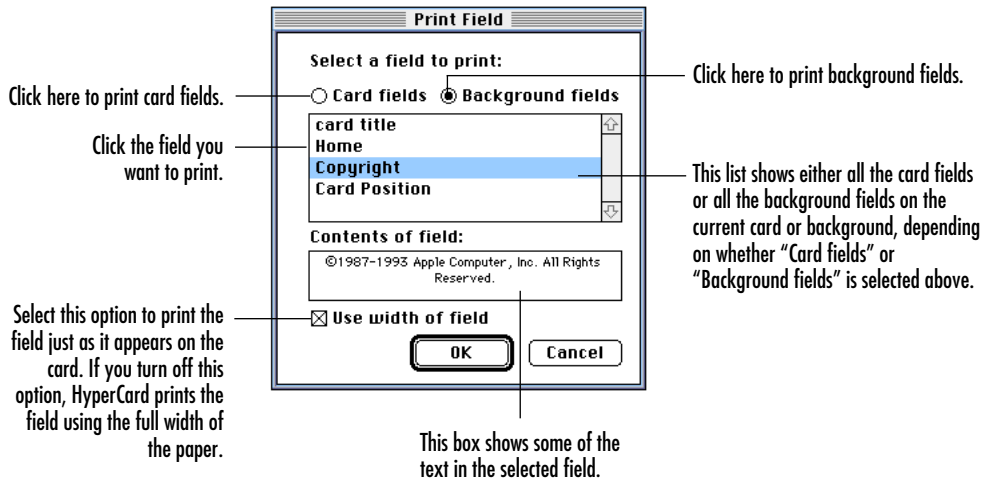 Print Field
Select a field to print:
Card fields Background fields
card title
Home
Copyright
Card Position
Contents of field:
©1987-1993 Apple Computer, Inc. All Rights
Reserved.
Use width of field
OK Cancel
Click here to print card fields.
Click the field you
want to print.
Select this option to print the
field just as it appears on the
card. If you turn off this
option, HyperCard prints the
field using the full width of
the paper.
Click here to print background fields.
This list shows either all the card fields
or all the background fields on the
current card or background, depending
on whether “Card fields” or
“Background fields” is selected above.
This box shows some of the
text in the selected field.